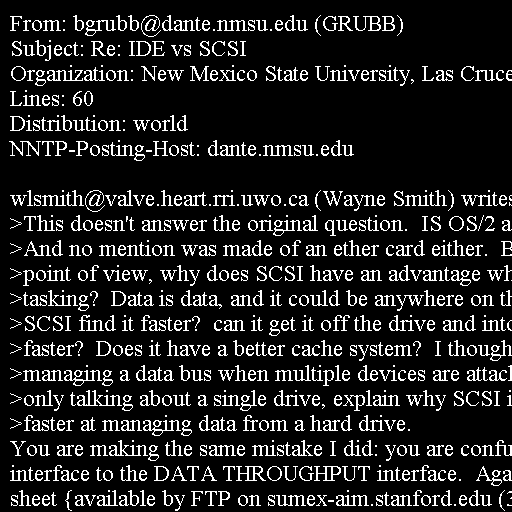 From: bgrubb@dante.nmsu.edu (GRUBB)
Subject: Re: IDE vs SCSI
Organization: New Mexico State University, Las Cruce
Lines: 60
Distribution: world
NNTP-Posting-Host: dante.nmsu.edu

wlsmith@valve.heart.rri.uwo.ca (Wayne Smith) writes
>This doesn't answer the original question.  IS OS/2 a
>And no mention was made of an ether card either.  B
>point of view, why does SCSI have an advantage wh
>tasking?  Data is data, and it could be anywhere on th
>SCSI find it faster?  can it get it off the drive and into
>faster?  Does it have a better cache system?  I though
>managing a data bus when multiple devices are attac
>only talking about a single drive, explain why SCSI i
>faster at managing data from a hard drive.
You are making the same mistake I did: you are confu
interface to the DATA THROUGHPUT interface.  Aga
sheet {available by FTP on sumex-aim.stanford.edu (3